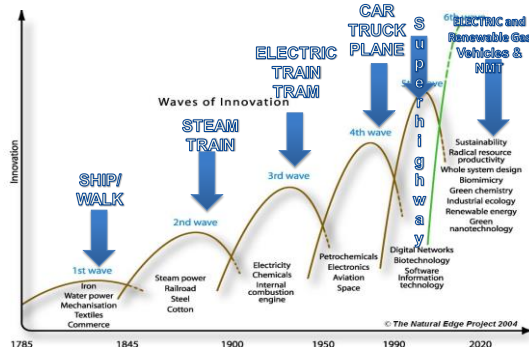 CAR
TRUCK
PLANE
Superhighway
6th wave
ELECTRIC and
Renewable Gas
Vehicles &
NMT
ELECTRIC
TRAIN
TRAM
Waves of Innovation
STEAM
TRAIN
SHIP/
WALK
Innovation
1st wave
Iron
Water power
Mechanisation
Textiles
Commerce
2nd wave
Steam power
Railroad
Steel
Cotton
3rd wave
Electricity
Chemicals
Internal
combustion
engine
4th wave
Petrochemicals
Electronics
Aviation
Space
5th wave
Digital Networks
Biotechnology
Software
Information
technology
Sustainability
Radical resource
productivity
Whole system design
Biomimicry
Green chemistry
Industrial ecology
Renewable energy
Green
nanotechnology
© The Natural Edge Project 2004
1785
1845
1900
1950
1990
2020